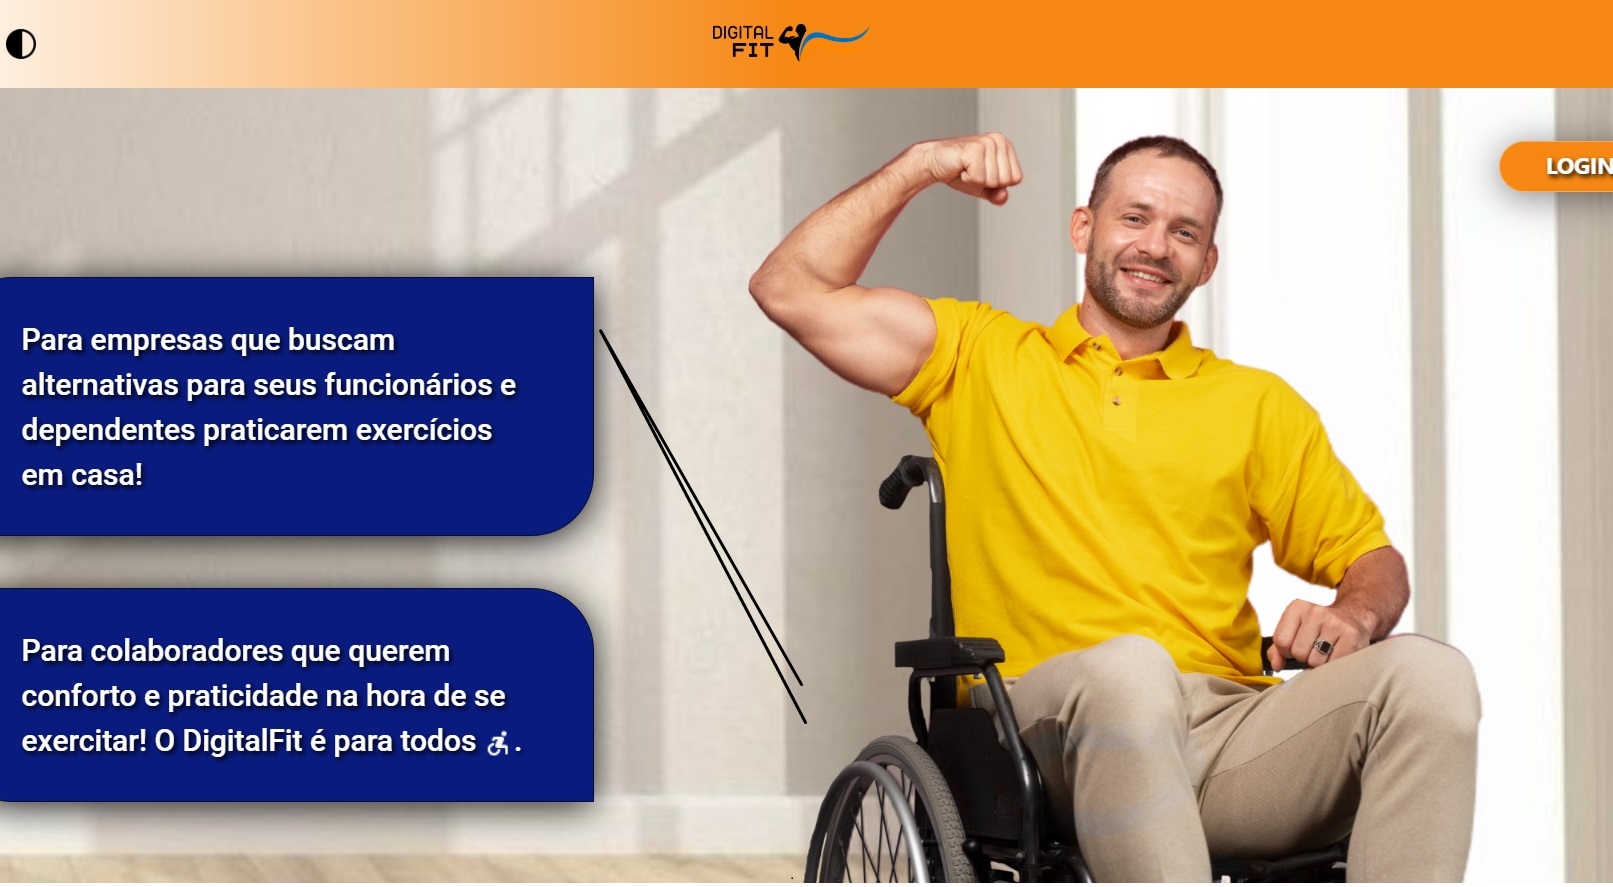 DIGITAL
FIT
LOGIN
Para empresas que buscam
alternativas para seus funcionários e
dependentes praticarem exercícios
em casa!
Para colaboradores que querem
conforto e praticidade na hora de se
exercitar! O DigitalFit é para todos .